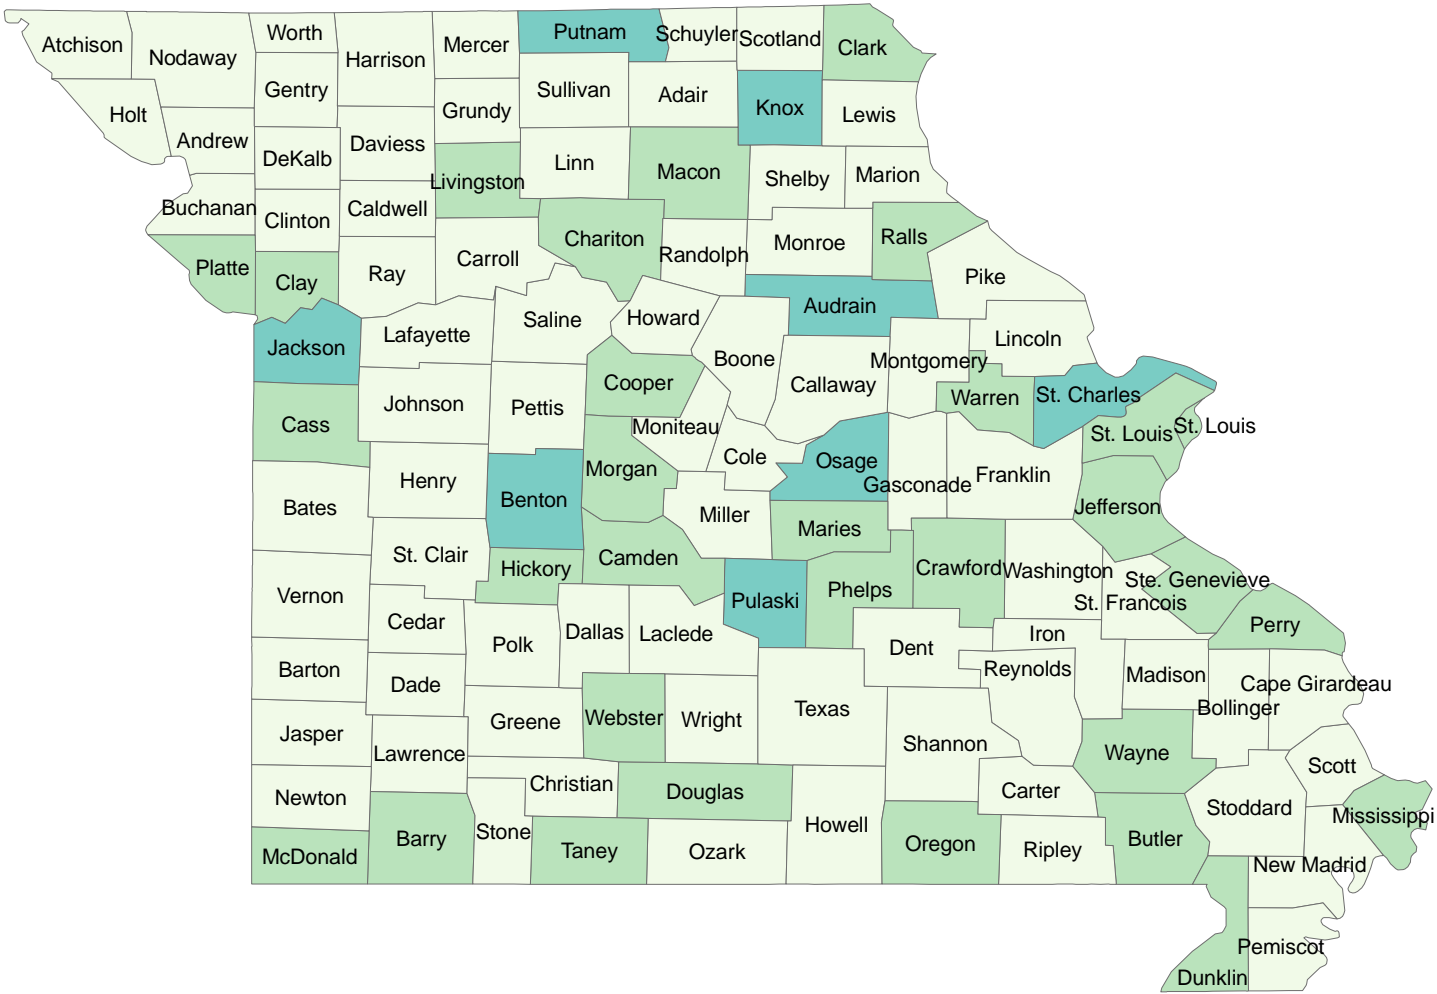 Atchison
Nodaway
Worth
Harrison
Mercer
Putnam
Schuyler
Scotland
Clark
Gentry
Sullivan
Adair
Knox
Lewis
Holt
Andrew
DeKalb
Daviess
Grundy
Linn
Macon
Shelby
Marion
Livingston
Buchanan
Clinton
Caldwell
Chariton
Randolph
Monroe
Ralls
Platte
Clay
Ray
Carroll
Pike
Audrain
Jackson
Lafayette
Saline
Howard
Boone
Callaway
Montgomery
Lincoln
Cass
Johnson
Pettis
Cooper
Moniteau
Warren
St. Charles
St. Louis
St. Louis
Bates
Henry
Benton
Morgan
Cole
Osage
Gasconade
Franklin
Jefferson
Miller
Maries
St. Clair
Hickory
Camden
Vernon
Pulaski
Phelps
Crawford
Washington
Ste. Genevieve
St. Francois
Perry
Cedar
Polk
Dallas
Laclede
Dent
Iron
Reynolds
Barton
Dade
Madison
Cape Girardeau
Bollinger
Jasper
Greene
Webster
Wright
Texas
Shannon
Wayne
Lawrence
Scott
Newton
Christian
Douglas
Carter
Stoddard
Mississippi
McDonald
Barry
Stone
Taney
Ozark
Howell
Oregon
Ripley
Butler
New Madrid
Pemiscot
Dunklin